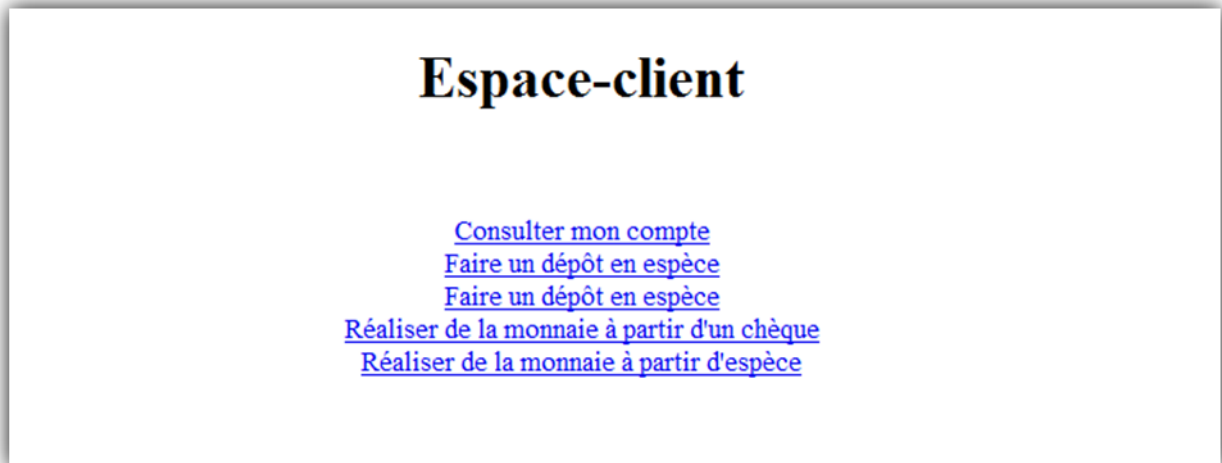 Espace-client
Consulter mon compte
Faire un dépôt en espèce
Faire un dépôt en espèce
Réaliser de la monnaie à partir d'un chèque
Réaliser de la monnaie à partir d'espèce